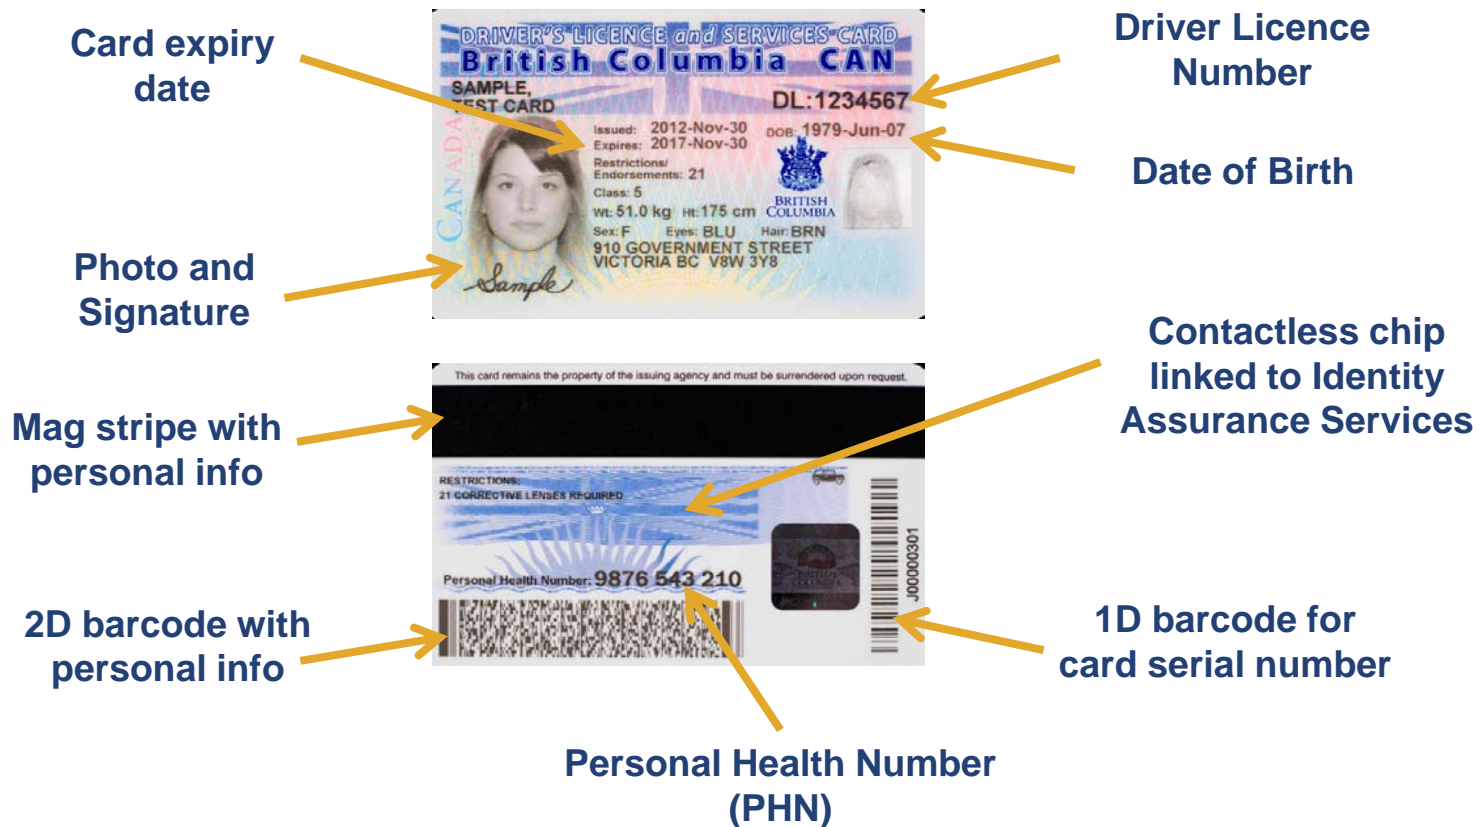 Card expiry
date
Driver Licence
Number
DRIVER'S LICENCE and SERVICES CARD
British Columbia CAN
SAMPLE,
TEST CARD
DL:1234567
Issued: 2012-Nov-30
DOB: 1979-Jun-07
Expires: 2017-Nov-30
Restrictions/
Endorsements: 21
Class: 5
Wt: 51.0 kg Ht: 175 cm
BRITISH
COLUMBIA
Sex: F Eyes: BLU Hair: BRN
910 GOVERNMENT STREET
VICTORIA BC V8W 3Y8
CANADA
Sample
Date of Birth
Photo and
Signature
Contactless chip
linked to Identity
Assurance Services
This card remains the property of the issuing agency and must be surrendered upon request.
Mag stripe with
personal info
RESTRICTIONS:
21 CORRECTIVE LENSES REQUIRED
BRITISH
COLUMBIA
J00000301
Personal Health Number: 9876 543 210
2D barcode with
personal info
1D barcode for
card serial number
Personal Health Number
(PHN)